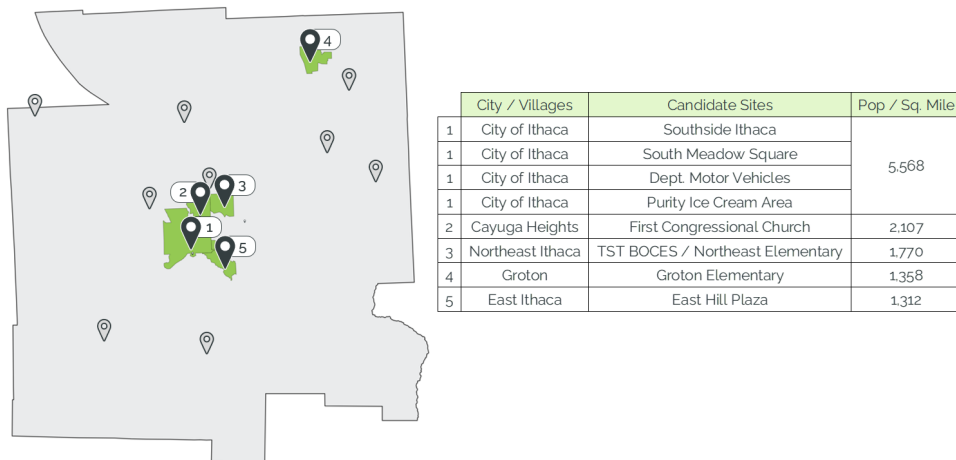 4
2
3
1
5
City / Villages Candidate Sites Pop / Sq. Mile
1 City of Ithaca Southside Ithaca
1 City of Ithaca South Meadow Square
5,568
1 City of Ithaca Dept. Motor Vehicles
1 City of Ithaca Purity Ice Cream Area
2 Cayuga Heights First Congressional Church 2,107
3 Northeast Ithaca TST BOCES / Northeast Elementary 1,770
4 Groton Groton Elementary 1,358
5 East Ithaca East Hill Plaza 1,312